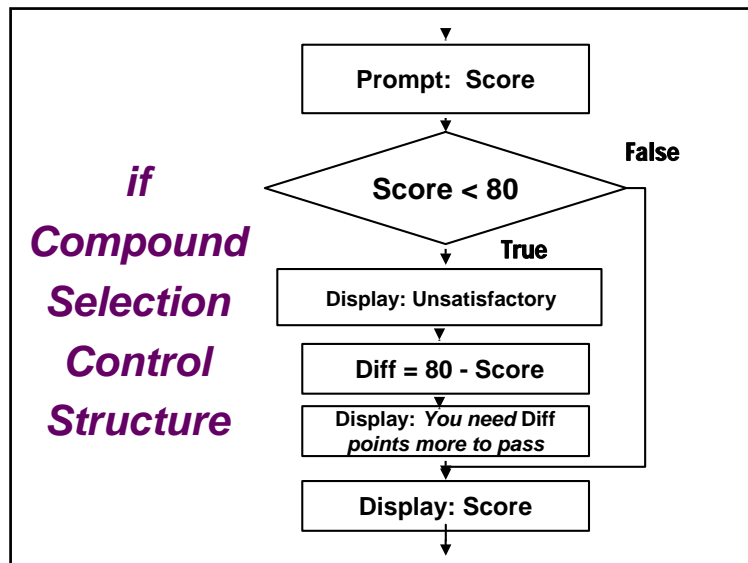 Prompt: Score
False
Score < 80
True
if
Compound
Selection
Control
Structure
Display: Unsatisfactory
Diff = 80 - Score
Display: You need Diff
points more to pass
Display: Score